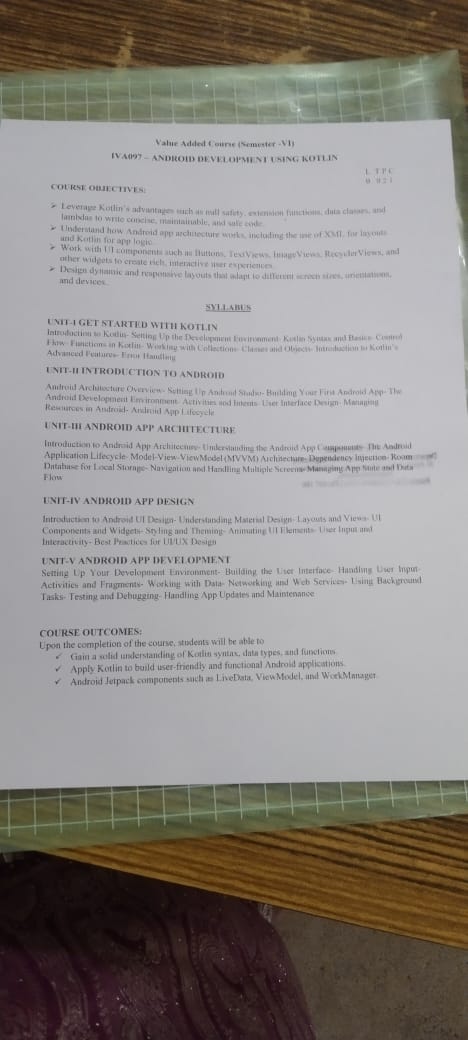 Value Added Course (Semester -VI)
IVA097 – ANDROID DEVELOPMENT USING KOTLIN
L T P C
0 0 2 1
COURSE OBJECTIVES:
➢ Leverage Kotlin's advantages such as null safety, extension functions, data classes, and
lambdas to write concise, maintainable, and safe code.
➢ Understand how Android app architecture works, including the use of XML for layouts
and Kotlin for app logic.
➢ Work with UI components such as Buttons, TextViews, ImageViews, RecyclerViews, and
other widgets to create rich, interactive user experiences.
➢ Design dynamic and responsive layouts that adapt to different screen sizes, orientations,
and devices.
SYLLABUS
UNIT-I GET STARTED WITH KOTLIN
Introduction to Kotlin- Setting Up the Development Environment- Kotlin Syntax and Basics- Control
Flow- Functions in Kotlin- Working with Collections- Classes and Objects- Introduction to Kotlin's
Advanced Features- Error Handling
UNIT-II INTRODUCTION TO ANDROID
Android Architecture Overview- Setting Up Android Studio- Building Your First Android App- The
Android Development Environment- Activities and Intents- User Interface Design- Managing
Resources in Android- Android App Lifecycle
UNIT-III ANDROID APP ARCHITECTURE
Introduction to Android App Architecture- Understanding the Android App Components- The Android
Application Lifecycle- Model-View-ViewModel (MVVM) Architecture- Dependency Injection- Room
Database for Local Storage- Navigation and Handling Multiple Screens- Managing App State and Data
Flow
UNIT-IV ANDROID APP DESIGN
Introduction to Android UI Design- Understanding Material Design- Layouts and Views- UI
Components and Widgets- Styling and Theming- Animating UI Elements- User Input and
Interactivity- Best Practices for UI/UX Design
UNIT-V ANDROID APP DEVELOPMENT
Setting Up Your Development Environment- Building the User Interface- Handling User Input-
Activities and Fragments- Working with Data- Networking and Web Services- Using Background
Tasks- Testing and Debugging- Handling App Updates and Maintenance
COURSE OUTCOMES:
Upon the completion of the course, students will be able to
✓ Gain a solid understanding of Kotlin syntax, data types, and functions.
✓ Apply Kotlin to build user-friendly and functional Android applications.
✓ Android Jetpack components such as LiveData, ViewModel, and WorkManager.